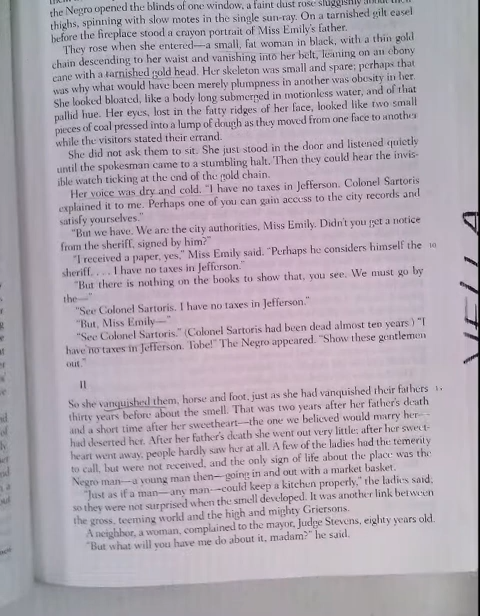 the Negro opened the blinds of one window, a faint dust rose sluggishly about their
thighs, spinning with slow motes in the single sun-ray. On a tarnished gilt easel
before the fireplace stood a crayon portrait of Miss Emily's father.
They rose when she entered—a small, fat woman in black, with a thin gold
chain descending to her waist and vanishing into her belt, leaning on an ebony
cane with a tarnished gold head. Her skeleton was small and spare; perhaps that
was why what would have been merely plumpness in another was obesity in her.
She looked bloated, like a body long submerged in motionless water, and of that
pallid hue. Her eyes, lost in the fatty ridges of her face, looked like two small
pieces of coal pressed into a lump of dough as they moved from one face to another
while the visitors stated their errand.
She did not ask them to sit. She just stood in the door and listened quietly
until the spokesman came to a stumbling halt. Then they could hear the invis-
ible watch ticking at the end of the gold chain.
Her voice was dry and cold. "I have no taxes in Jefferson. Colonel Sartoris
explained it to me. Perhaps one of you can gain access to the city records and
satisfy yourselves."
"But we have. We are the city authorities, Miss Emily. Didn't you get a notice
from the sheriff, signed by him?"
"I received a paper, yes," Miss Emily said. "Perhaps he considers himself the 10
sheriff. . . . I have no taxes in Jefferson."
"But there is nothing on the books to show that, you see. We must go by
the—"
"See Colonel Sartoris. I have no taxes in Jefferson."
"But, Miss Emily—"
"See Colonel Sartoris." (Colonel Sartoris had been dead almost ten years.) "I
have no taxes in Jefferson. Tobe!" The Negro appeared. "Show these gentlemen
out."
II
So she vanquished them, horse and foot, just as she had vanquished their fathers
thirty years before about the smell. That was two years after her father's death
and a short time after her sweetheart—the one we believed would marry her—
had deserted her. After her father's death she went out very little; after her sweet-
heart went away, people hardly saw her at all. A few of the ladies had the temerity
to call, but were not received, and the only sign of life about the place was the
Negro man—a young man then—going in and out with a market basket.
"Just as if a man—any man—could keep a kitchen properly," the ladies said;
so they were not surprised when the smell developed. It was another link between
the gross, teeming world and the high and mighty Griersons.
A neighbor, a woman, complained to the mayor, Judge Stevens, eighty years old.
"But what will you have me do about it, madam?" he said.
VELLA